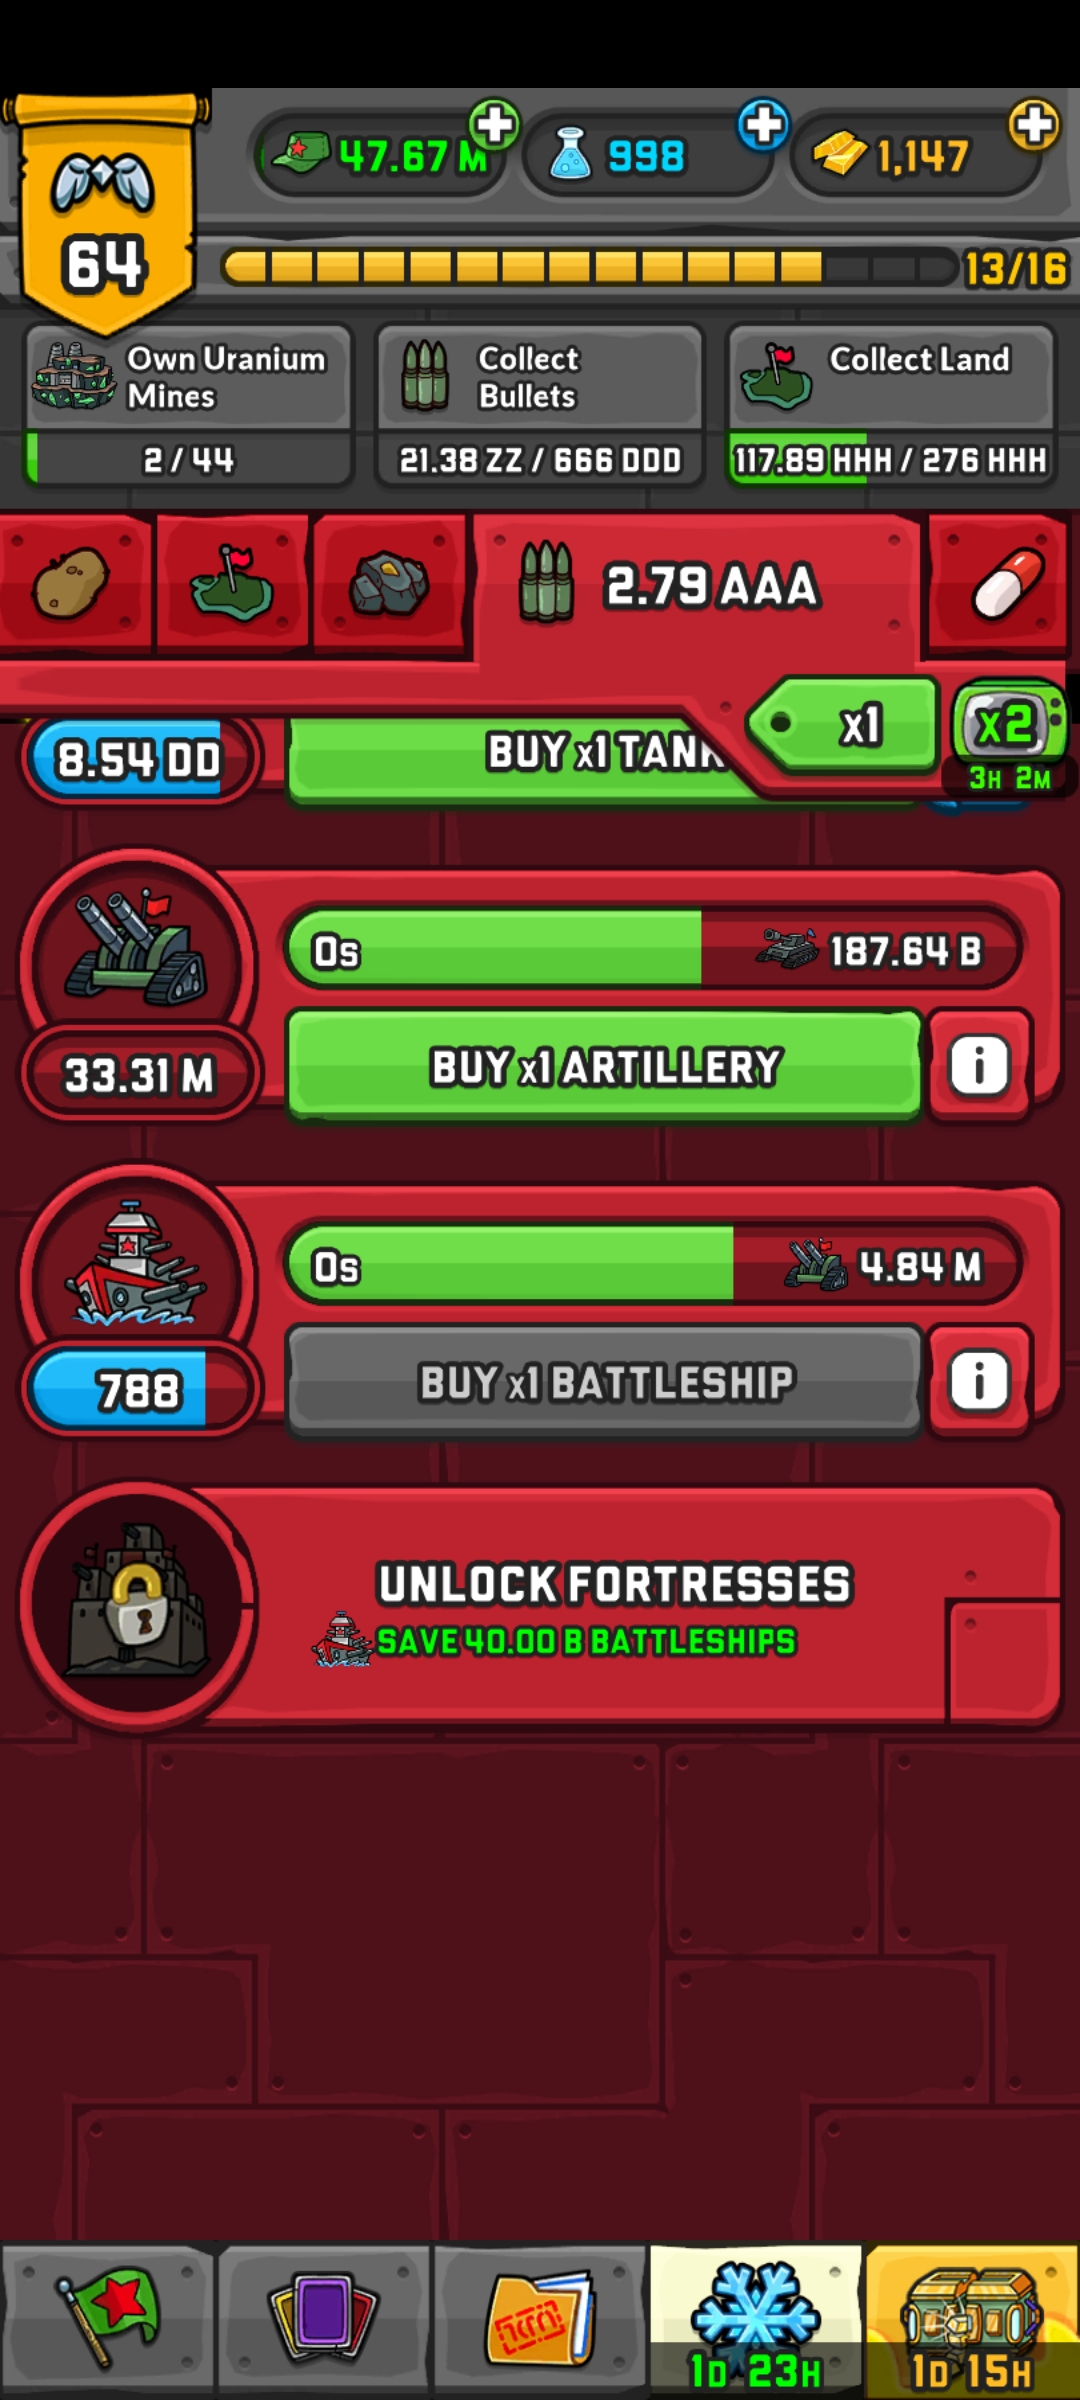 64
47.67 M
998
1,147
13/16
Own Uranium
Mines
2 / 44
Collect
Bullets
21.38 ZZ / 666 DDD
Collect Land
117.89 HHH / 276 HHH
2.79 AAA
x1
x2
3H 2M
8.54 DD
BUY x1 TANK
0s
187.64 B
33.31 M
BUY x1 ARTILLERY
i
0s
4.84 M
788
BUY x1 BATTLESHIP
i
UNLOCK FORTRESSES
SAVE 40.00 B BATTLESHIPS
1D 23H
1D 15H